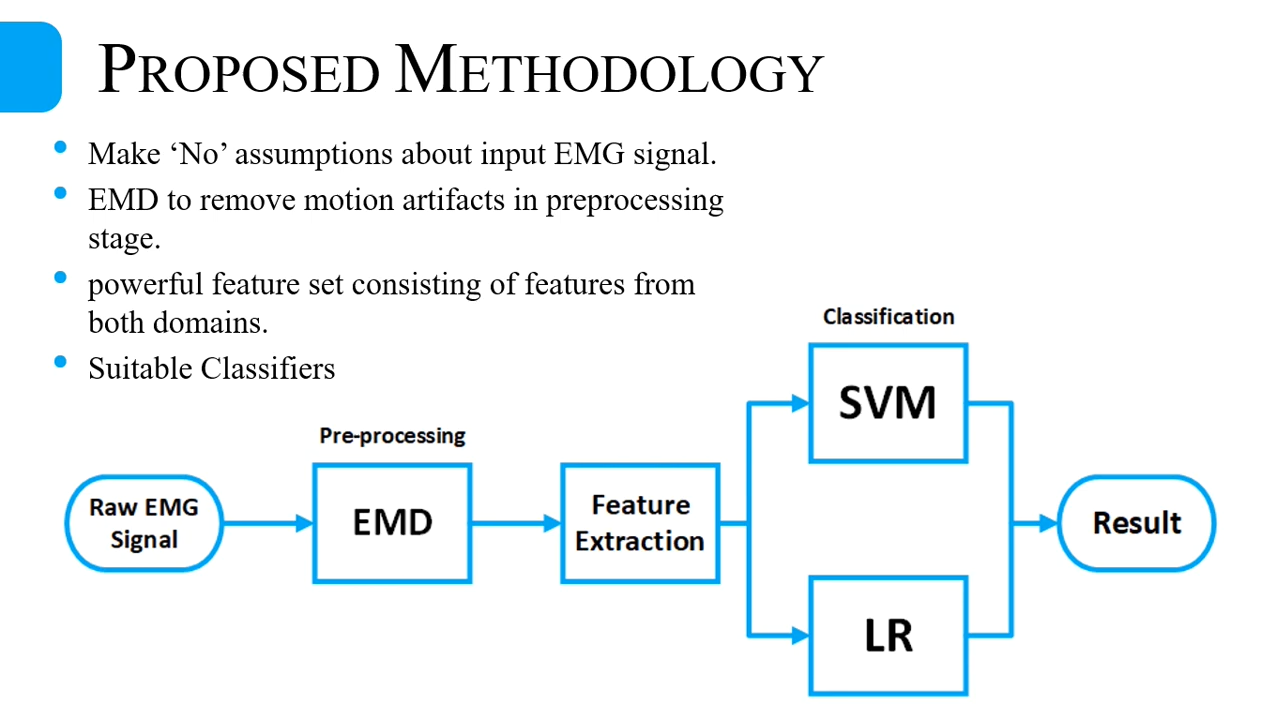 PROPOSED METHODOLOGY
Make ‘No’ assumptions about input EMG signal.
EMD to remove motion artifacts in preprocessing
stage.
powerful feature set consisting of features from
both domains.
Suitable Classifiers
Raw EMG
Signal
Pre-processing
EMD
Feature
Extraction
Classification
SVM
LR
Result